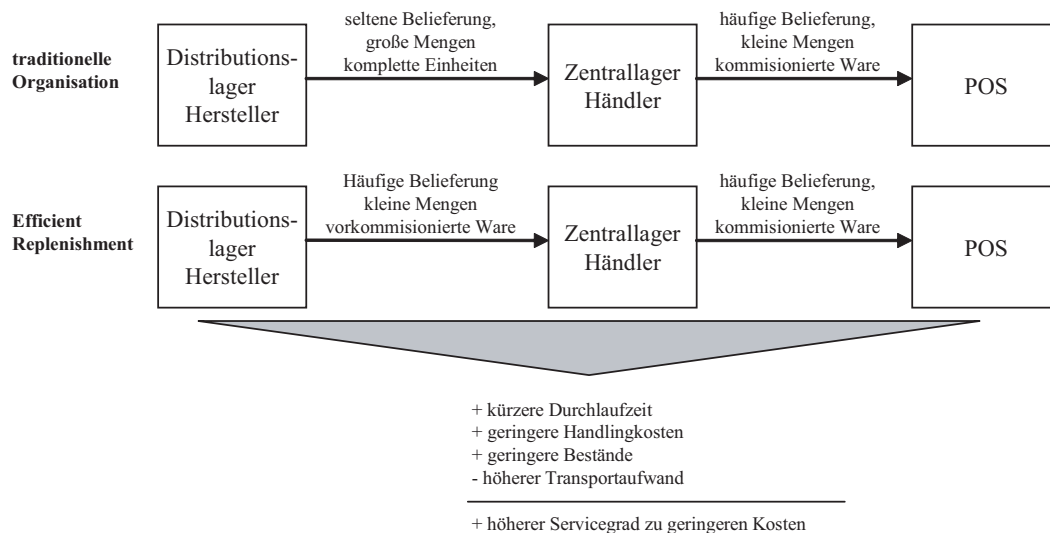 traditionelle
Organisation
Distributions-
lager
Hersteller
seltene Belieferung,
große Mengen
komplette Einheiten
Zentrallager
Händler
häufige Belieferung,
kleine Mengen
kommisionierte Ware
POS
Efficient
Replenishment
Distributions-
lager
Hersteller
Häufige Belieferung
kleine Mengen
vorkommisionierte Ware
Zentrallager
Händler
häufige Belieferung,
kleine Mengen
kommisionierte Ware
POS
+ kürzere Durchlaufzeit
+ geringere Handlingkosten
+ geringere Bestände
- höherer Transportaufwand
+ höherer Servicegrad zu geringeren Kosten